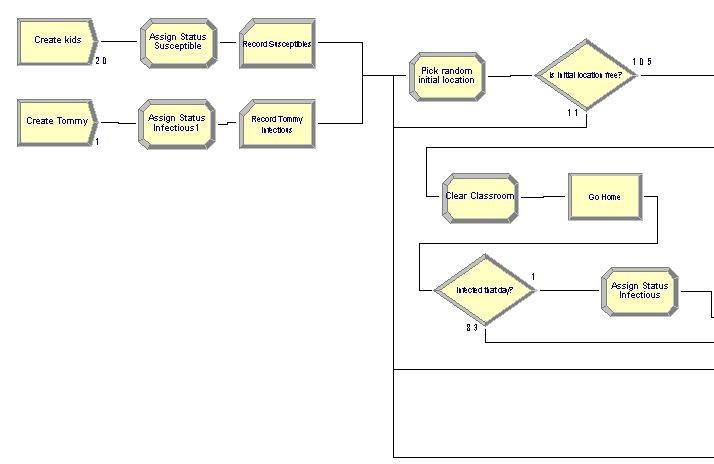 Create kids
20
Assign Status
Susceptible
Record Susceptibles
Create Tommy
1
Assign Status
Infectious1
Record Tommy
Infectious
Pick random
initial location
Is initial location free?
105
11
Clear Classroom
Go Home
Infected that day?
1
83
Assign Status
Infectious